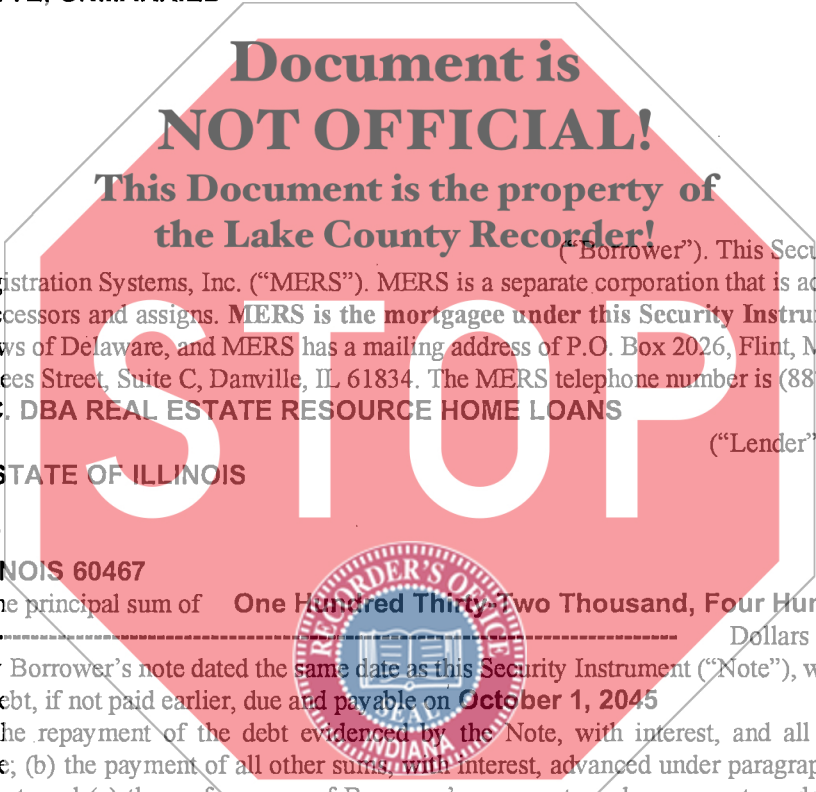 Document is
NOT OFFICIAL!
This Document is the property of
the Lake County Recorder!
("Borrower"). This Secu
istration Systems, Inc. ("MERS"). MERS is a separate corporation that is ac
cessors and assigns. MERS is the mortgagee under this Security Instru
ws of Delaware, and MERS has a mailing address of P.O. Box 2026, Flint, M
ees Street, Suite C, Danville, IL 61834. The MERS telephone number is (88
. DBA REAL ESTATE RESOURCE HOME LOANS
("Lender"
STATE OF ILLINOIS
STOP
NOIS 60467
ne principal sum of One Hundred Thirty-Two Thousand, Four Hun
Dollars
Borrower's note dated the same date as this Security Instrument ("Note"), w
ebt, if not paid earlier, due and payable on October 1, 2045
he repayment of the debt evidenced by the Note, with interest, and all
e; (b) the payment of all other sums, with interest, advanced under paragrap
RECORDER'S OFFICE
SEAL
INDIANA